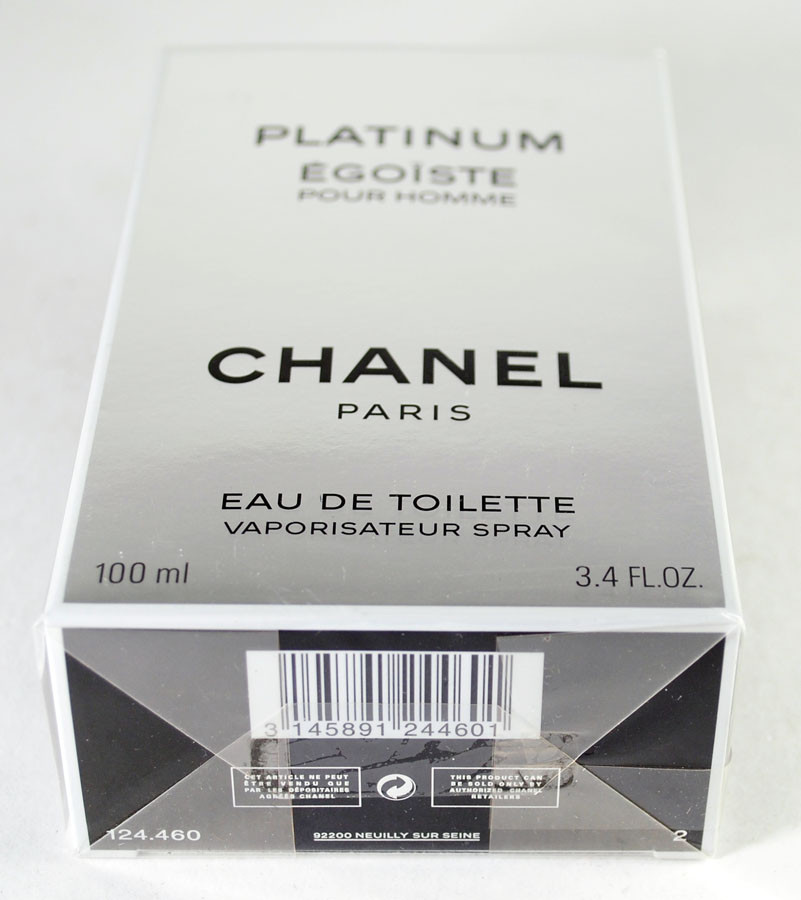 PLATINUM
ÉGOÏSTE
POUR HOMME
CHANEL
PARIS
EAU DE TOILETTE
VAPORISATEUR SPRAY
100 ml 3.4 FL.OZ.
3 145891 244601
CET ARTICLE NE PEUT
ÊTRE VENDU QUE
PAR LES DÉPOSITAIRES
AGRÉÉS CHANEL
THIS PRODUCT CAN
BE SOLD ONLY BY
AUTHORIZED CHANEL
RETAILERS
124.460 92200 NEUILLY SUR SEINE 2